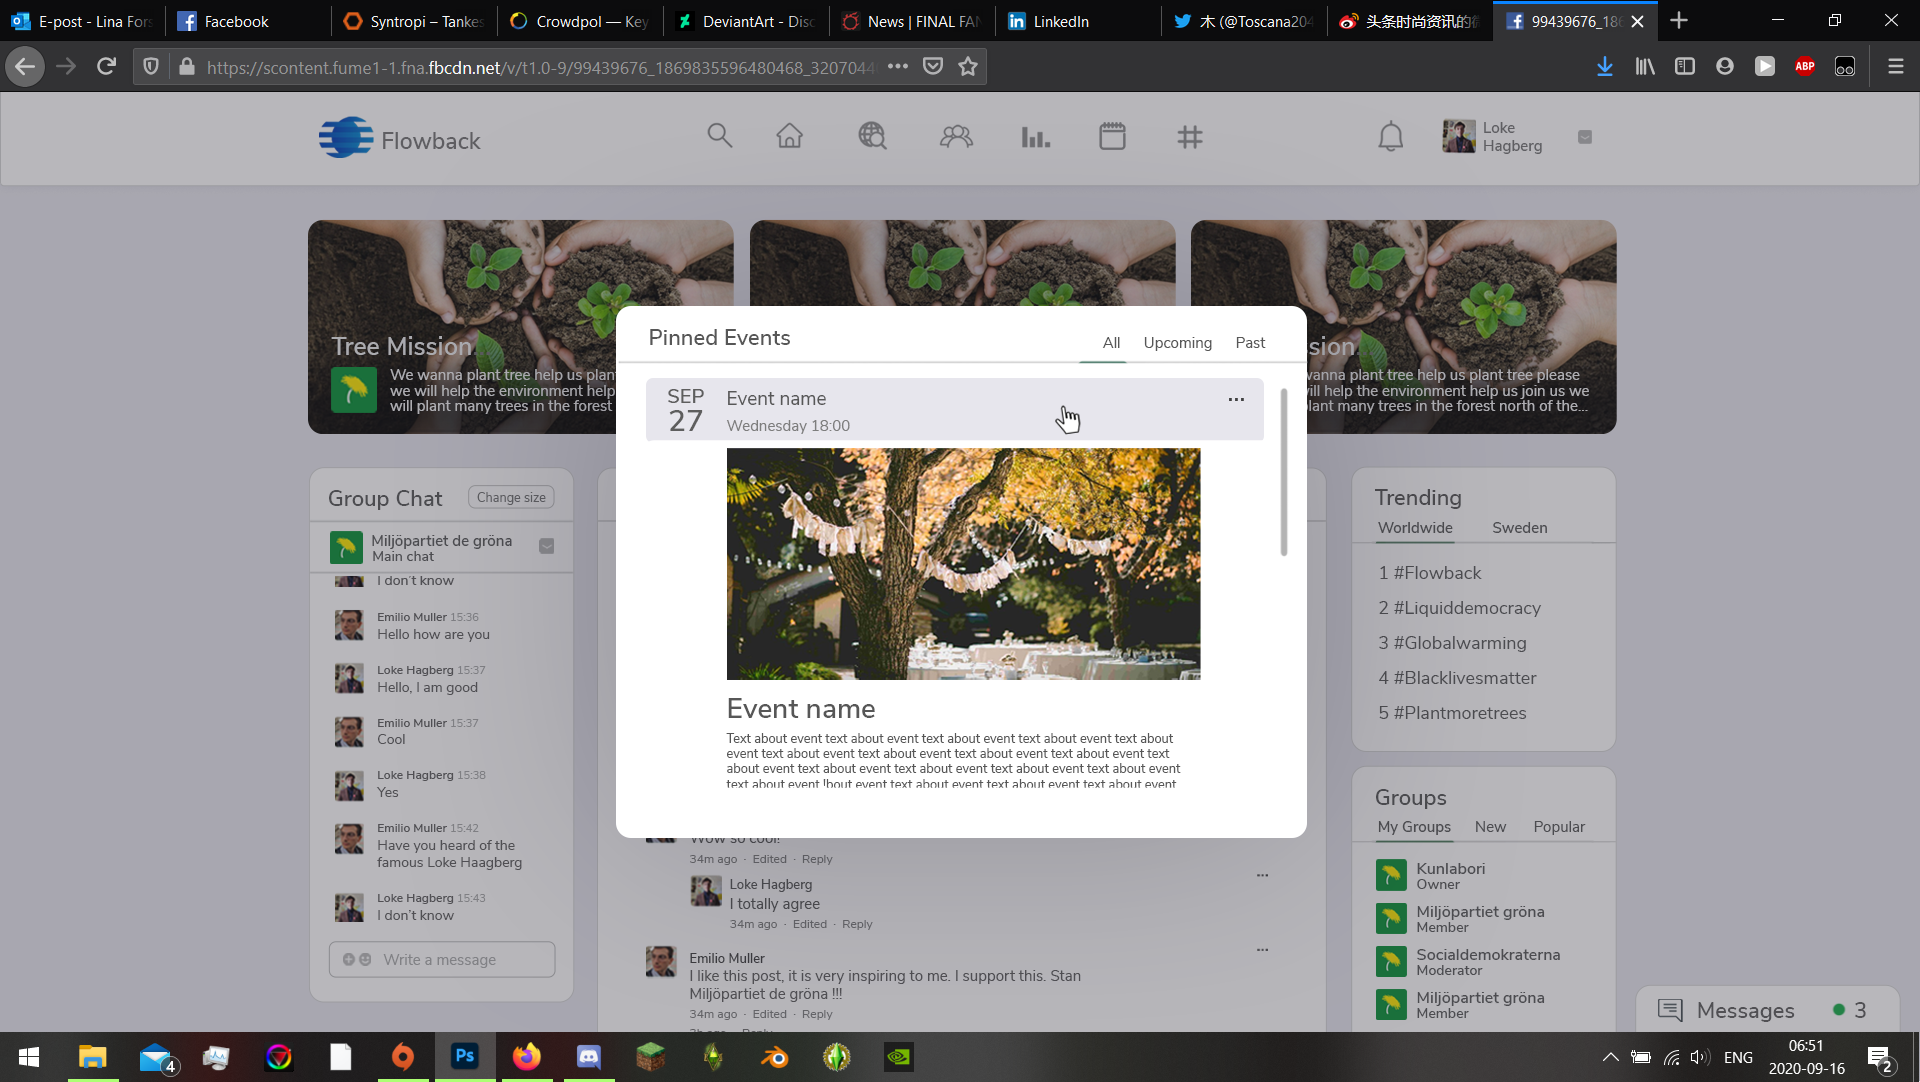 E-post - Lina Fors
Facebook
Syntropi – Tankes
Crowdpol — Key
DeviantArt - Disc
News | FINAL FAN
LinkedIn
木 (@Toscana204
头条时尚资讯的
99439676_186
https://scontent.fume1-1.fna.fbcdn.net/v/t1.0-9/99439676_1869835596480468_3207044
ABP
Flowback
Loke
Hagberg
Tree Mission
We wanna plant tree help us plan
we will help the environment help
will plant many trees in the forest
sion.
vanna plant tree help us plant tree please
will help the environment help us join us we
plant many trees in the forest north of the...
Pinned Events
All Upcoming Past
SEP
27
Event name
Wednesday 18:00
Event name
Text about event text about event text about event text about event text about
event text about event text about event text about event text about event text
about event text about event text about event text about event text about event
text about event !bout event text about event text about event text about event
Group Chat
Change size
Miljöpartiet de gröna
Main chat
I don't know
Emilio Muller 15:36
Hello how are you
Loke Hagberg 15:37
Hello, I am good
Emilio Muller 15:37
Cool
Loke Hagberg 15:38
Yes
Emilio Muller 15:42
Have you heard of the
famous Loke Haagberg
Loke Hagberg 15:43
I don't know
Write a message
Wow so cool!
34m ago · Edited · Reply
Loke Hagberg
I totally agree
34m ago · Edited · Reply
Emilio Muller
I like this post, it is very inspiring to me. I support this. Stan
Miljöpartiet de gröna !!!
34m ago · Edited · Reply
Trending
Worldwide Sweden
1 #Flowback
2 #Liquiddemocracy
3 #Globalwarming
4 #Blacklivesmatter
5 #Plantmoretrees
Groups
My Groups New Popular
Kunlabori
Owner
Miljöpartiet gröna
Member
Socialdemokraterna
Moderator
Miljöpartiet gröna
Member
Messages 3
4
Ps
ENG
06:51
2020-09-16
2